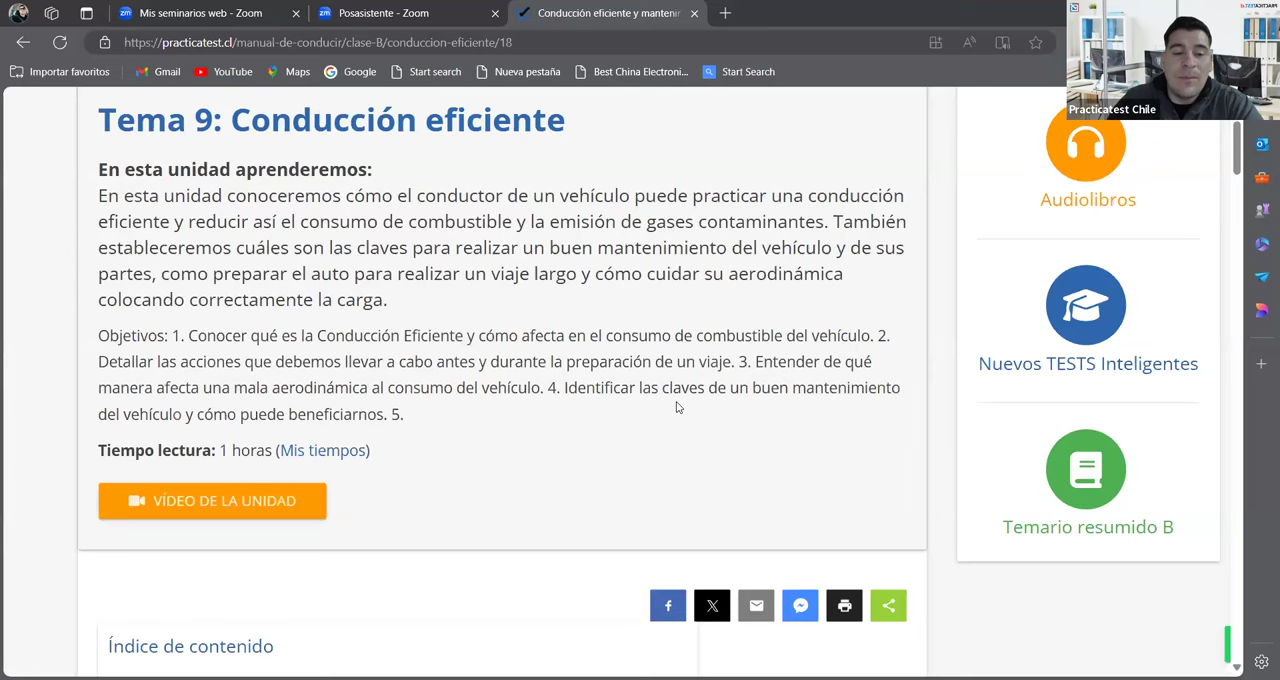 Mis seminarios web - Zoom
Posasistente - Zoom
Conducción eficiente y manteni
https://practicatest.cl/manual-de-conducir/clase-B/conduccion-eficiente/18
Importar favoritos
Gmail
YouTube
Maps
Google
Start search
Nueva pestaña
Best China Electroni...
Start Search
Practicatest Chile
Tema 9: Conducción eficiente
En esta unidad aprenderemos:
En esta unidad conoceremos cómo el conductor de un vehículo puede practicar una conducción
eficiente y reducir así el consumo de combustible y la emisión de gases contaminantes. También
estableceremos cuáles son las claves para realizar un buen mantenimiento del vehículo y de sus
partes, como preparar el auto para realizar un viaje largo y cómo cuidar su aerodinámica
colocando correctamente la carga.
Objetivos: 1. Conocer qué es la Conducción Eficiente y cómo afecta en el consumo de combustible del vehículo. 2.
Detallar las acciones que debemos llevar a cabo antes y durante la preparación de un viaje. 3. Entender de qué
manera afecta una mala aerodinámica al consumo del vehículo. 4. Identificar las claves de un buen mantenimiento
del vehículo y cómo puede beneficiarnos. 5.
Tiempo lectura: 1 horas (Mis tiempos)
VÍDEO DE LA UNIDAD
Índice de contenido
Audiolibros
Nuevos TESTS Inteligentes
Temario resumido B